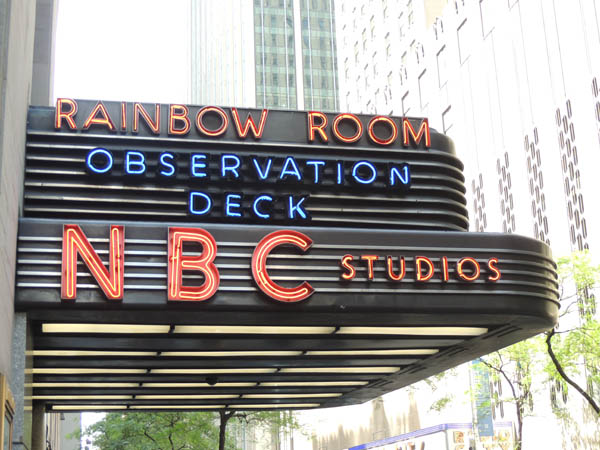 RAINBOW ROOM
OBSERVATION
DECK
NBC STUDIOS